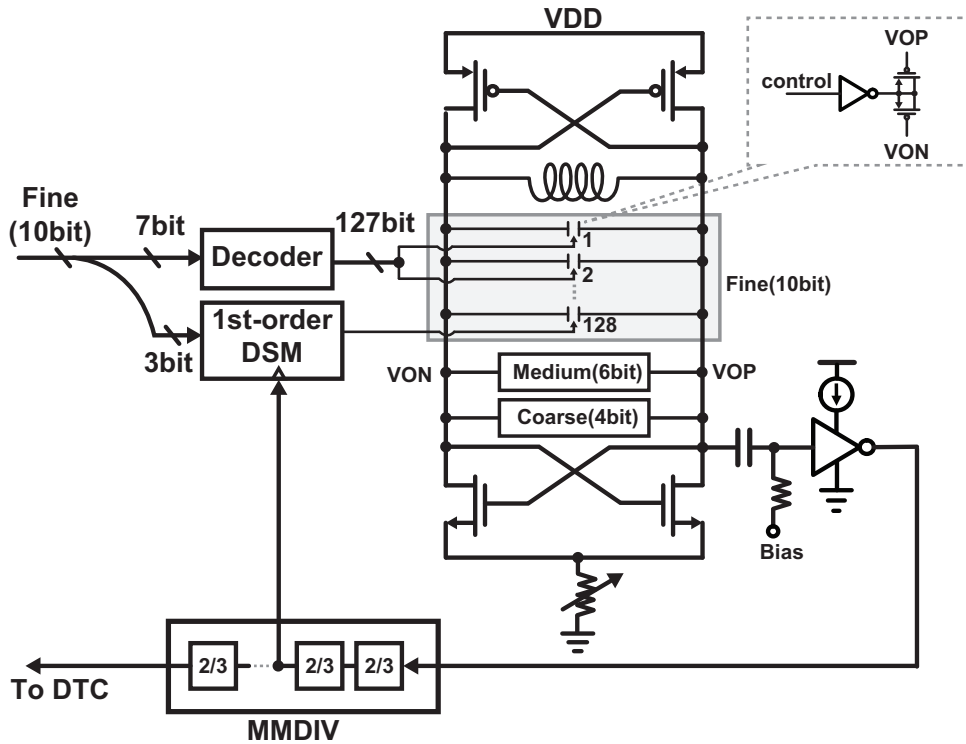 VDD
VOP
control
VON
Fine
(10bit)
7bit
Decoder
127bit
1
2
128
Fine(10bit)
3bit
1st-order
DSM
VON
Medium(6bit)
VOP
Coarse(4bit)
Bias
2/3
2/3
2/3
To DTC
MMDIV